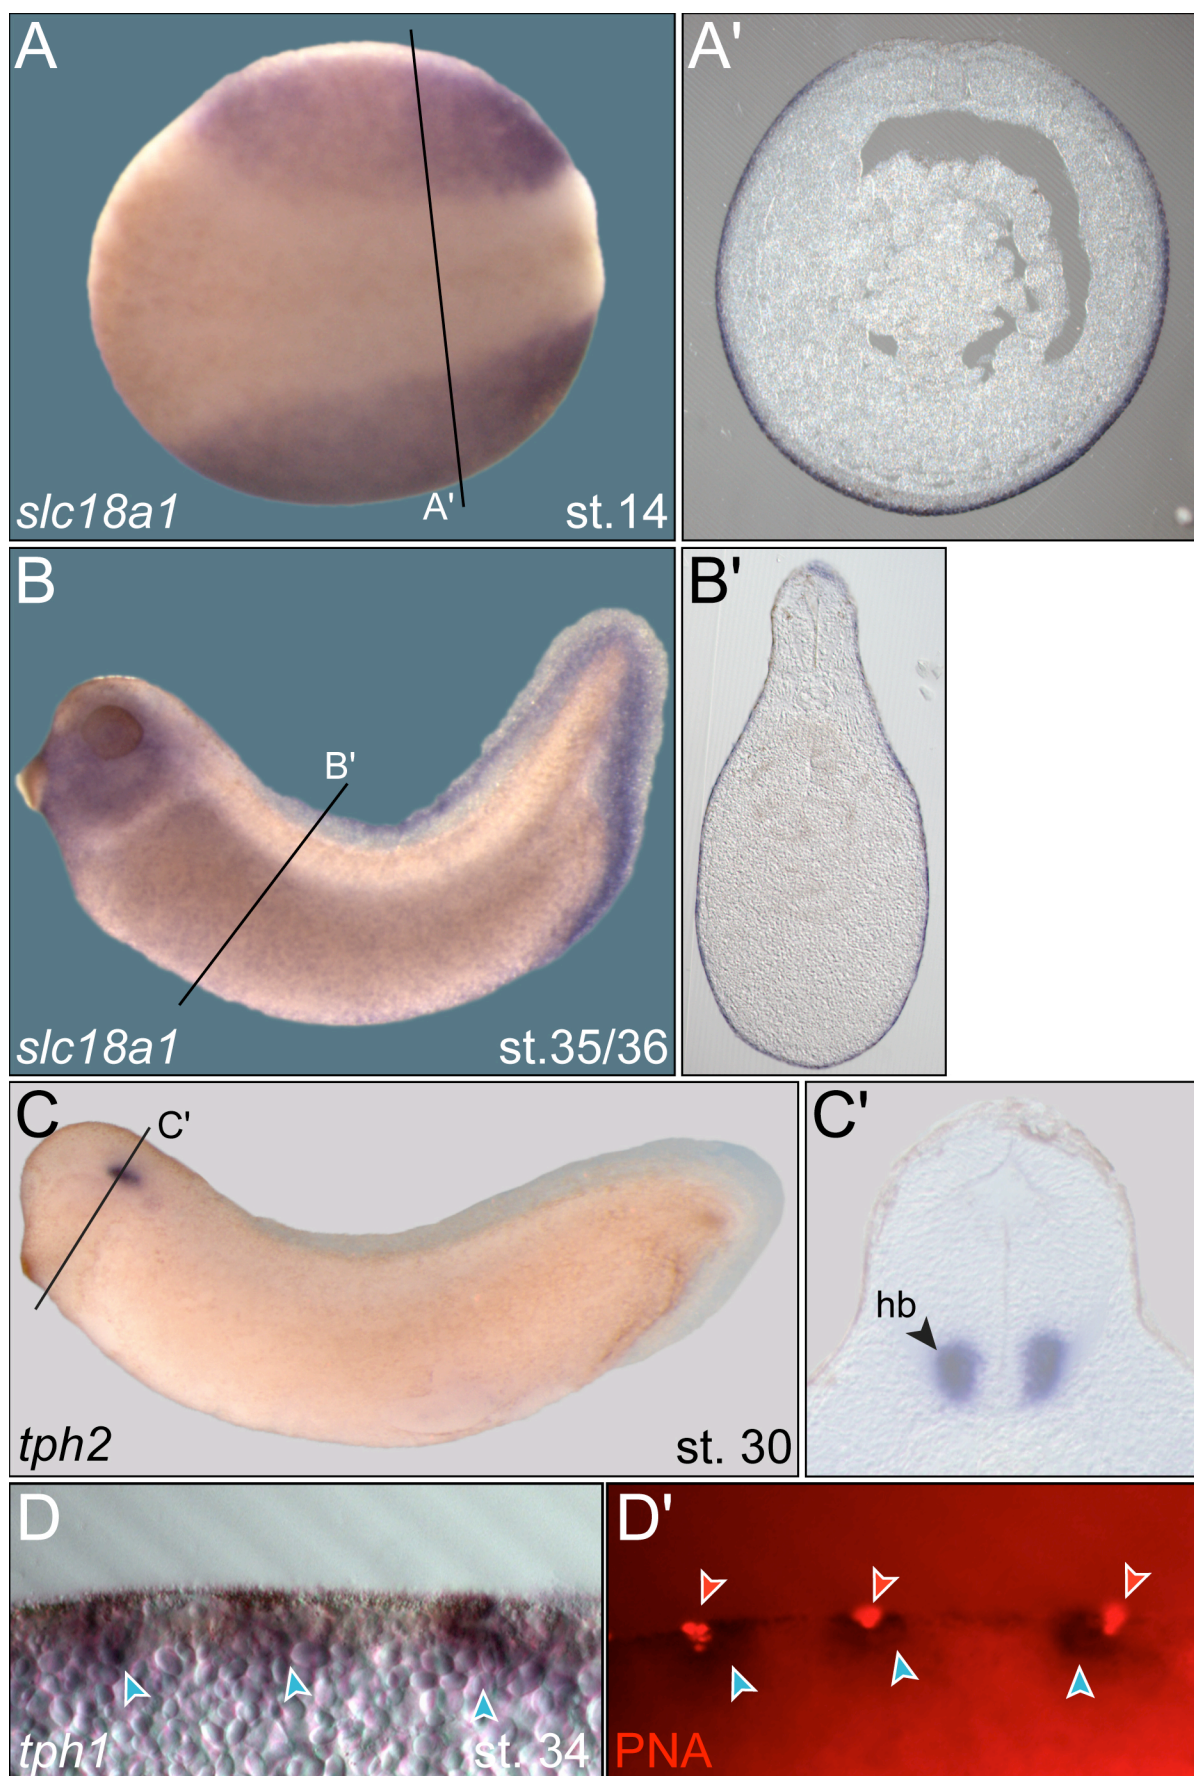 A
A'
A'
slc18a1
st.14
B
B'
B'
slc18a1
st.35/36
C
C'
C'
hb
tph2
st. 30
D
D'
tph1
st. 34
PNA